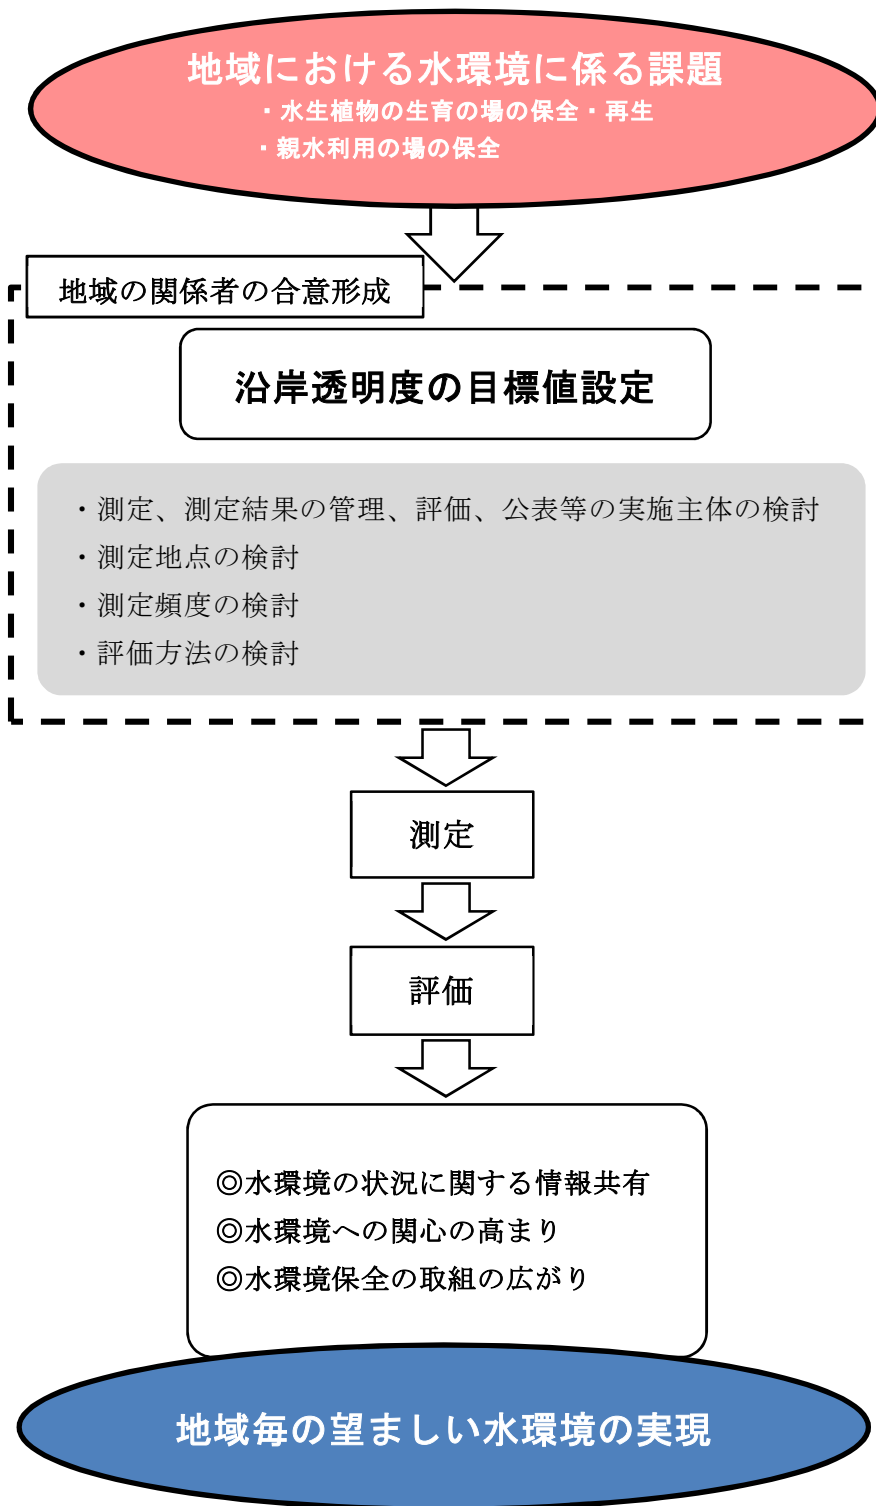 地域における水環境に係る課題
・水生植物の生育の場の保全・再生
・親水利用の場の保全
地域の関係者の合意形成
沿岸透明度の目標値設定
・測定、測定結果の管理、評価、公表等の実施主体の検討
・測定地点の検討
・測定頻度の検討
・評価方法の検討
測定
評価
◎水環境の状況に関する情報共有
◎水環境への関心の高まり
◎水環境保全の取組の広がり
地域毎の望ましい水環境の実現